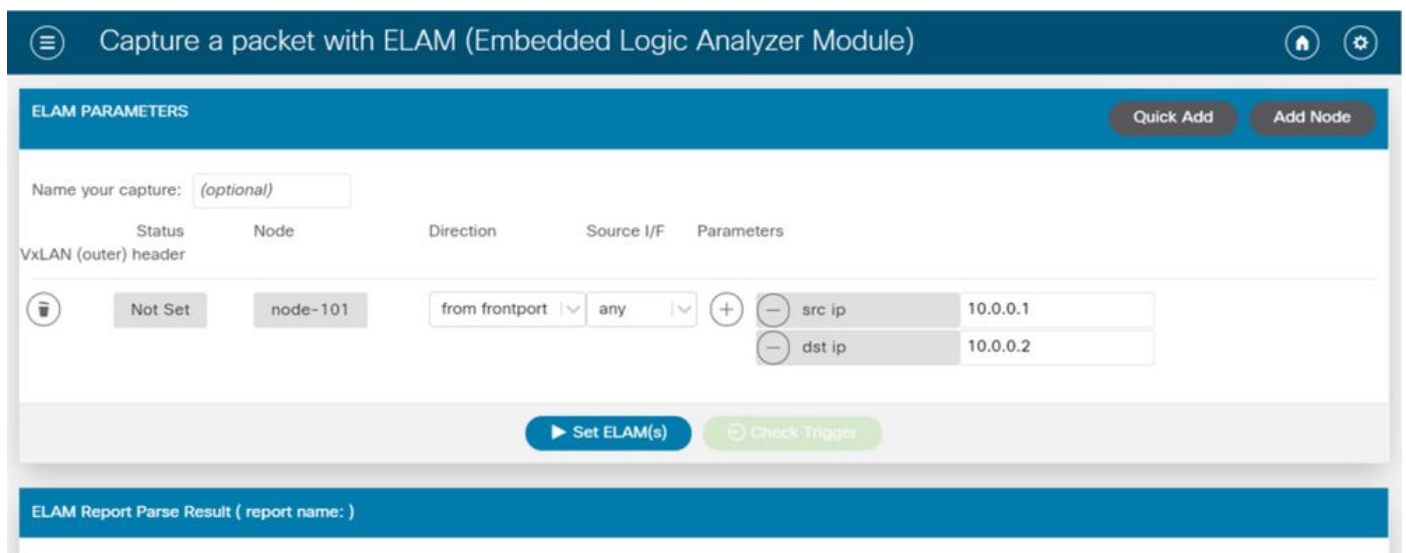 Capture a packet with ELAM (Embedded Logic Analyzer Module)
ELAM PARAMETERS
Quick Add
Add Node
Name your capture: (optional)
Status Node Direction Source I/F Parameters
VxLAN (outer) header
Not Set node-101 from frontport any src ip 10.0.0.1
dst ip 10.0.0.2
Set ELAM(s)
Check Trigger
ELAM Report Parse Result ( report name: )